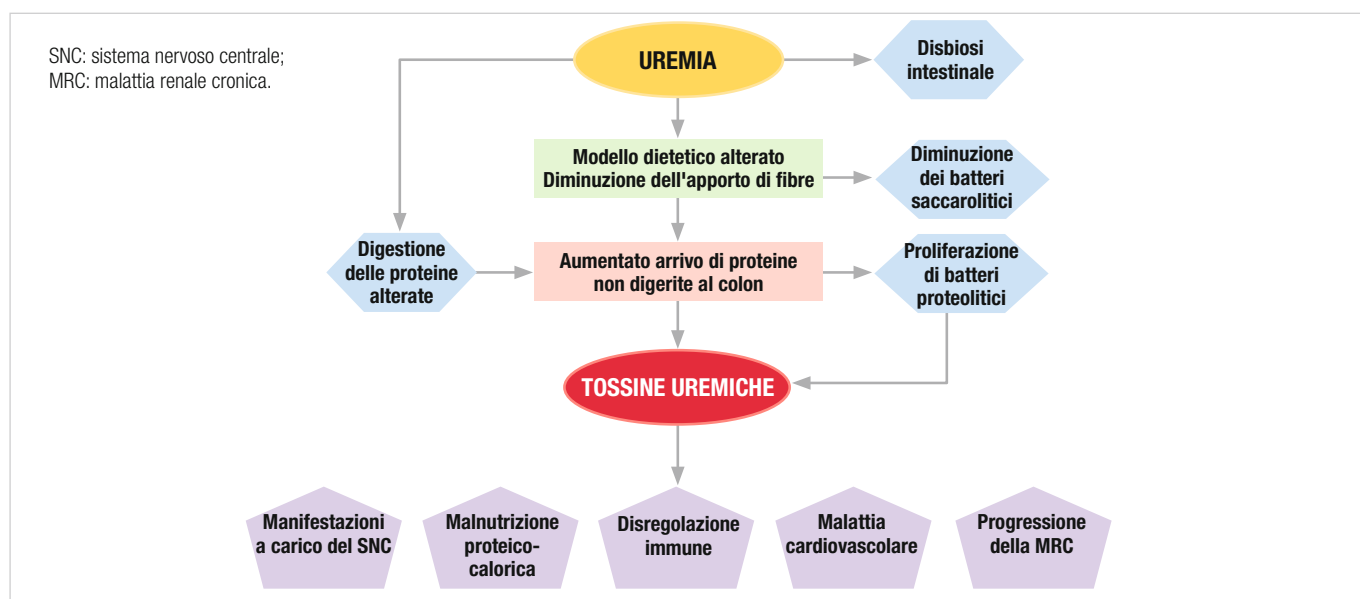 SNC: sistema nervoso centrale;
MRC: malattia renale cronica.
UREMIA
Disbiosi
intestinale
Modello dietetico alterato
Diminuzione dell'apporto di fibre
Diminuzione
dei batteri
saccarolitici
Digestione
delle proteine
alterate
Aumentato arrivo di proteine
non digerite al colon
Proliferazione
di batteri
proteolitici
TOSSINE UREMICHE
Manifestazioni
a carico del SNC
Malnutrizione
proteico-
calorica
Disregolazione
immune
Malattia
cardiovascolare
Progressione
della MRC